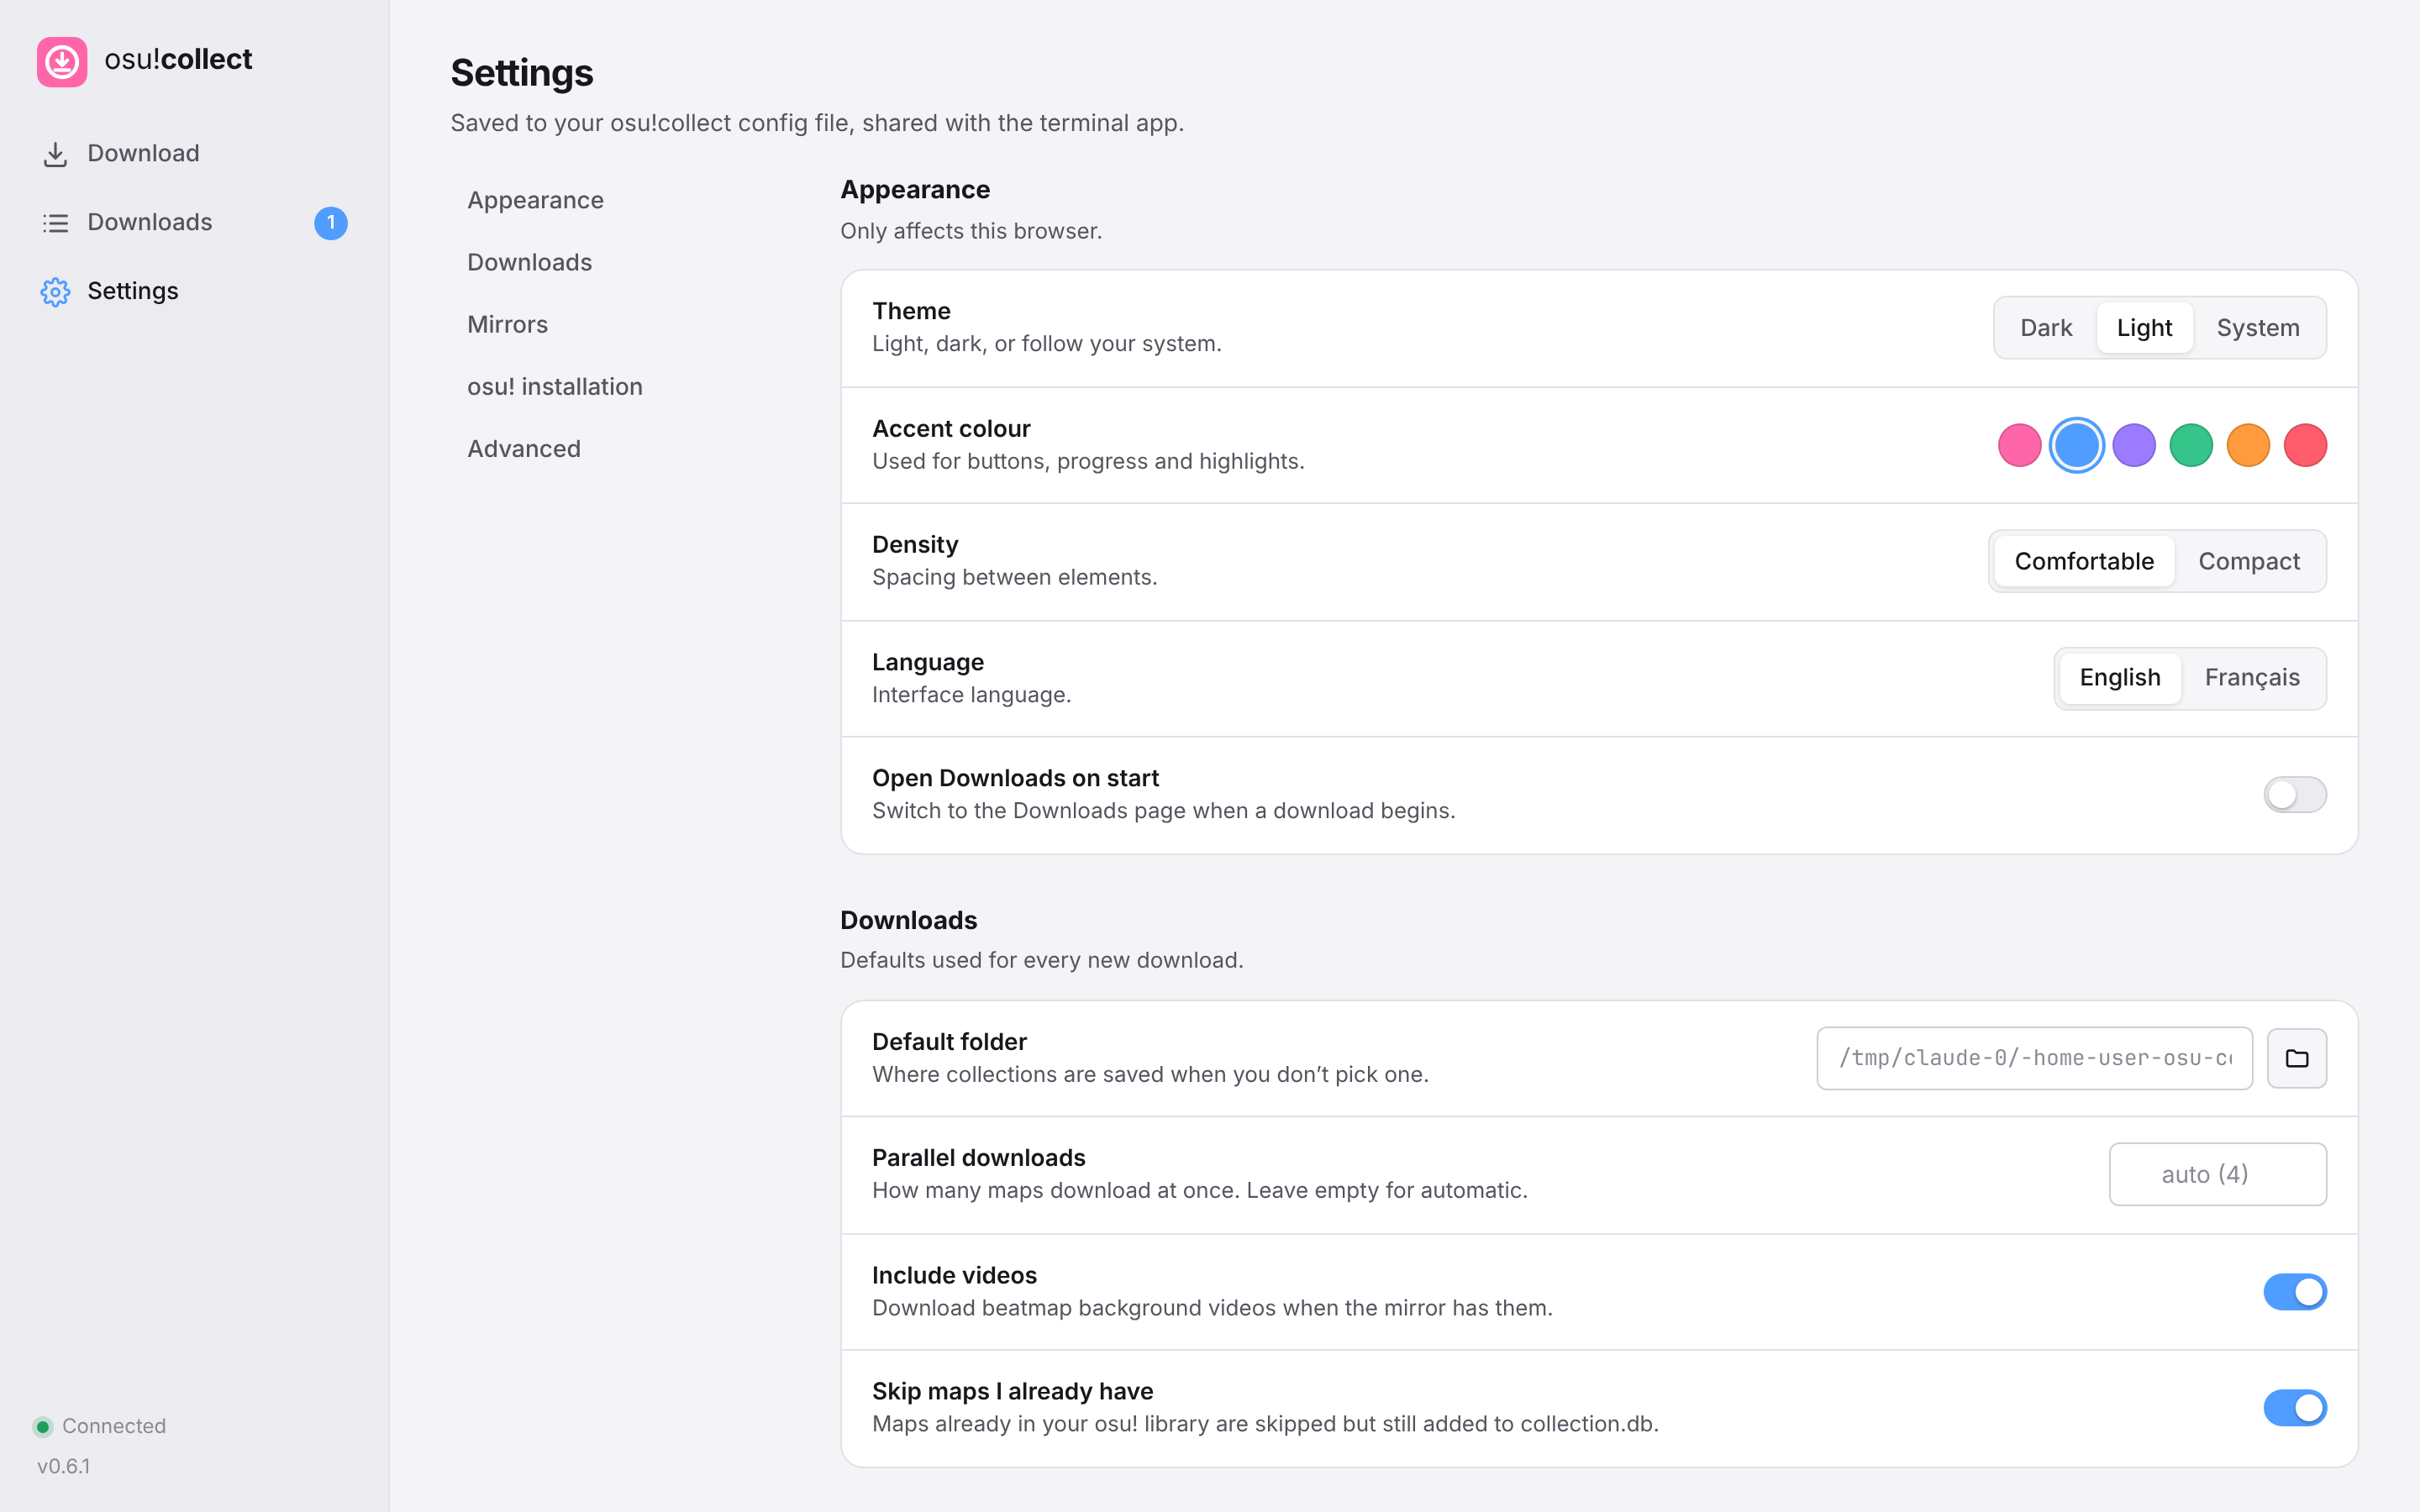 osu!collect
Download
Downloads
1
Settings
Connected
v0.6.1
Settings
Saved to your osu!collect config file, shared with the terminal app.
Appearance
Downloads
Mirrors
osu! installation
Advanced
Appearance
Only affects this browser.
Theme
Light, dark, or follow your system.
Dark Light System
Accent colour
Used for buttons, progress and highlights.
Density
Spacing between elements.
Comfortable Compact
Language
Interface language.
English Français
Open Downloads on start
Switch to the Downloads page when a download begins.
Downloads
Defaults used for every new download.
Default folder
Where collections are saved when you don’t pick one.
/tmp/claude-0/-home-user-osu-c
Parallel downloads
How many maps download at once. Leave empty for automatic.
auto (4)
Include videos
Download beatmap background videos when the mirror has them.
Skip maps I already have
Maps already in your osu! library are skipped but still added to collection.db.